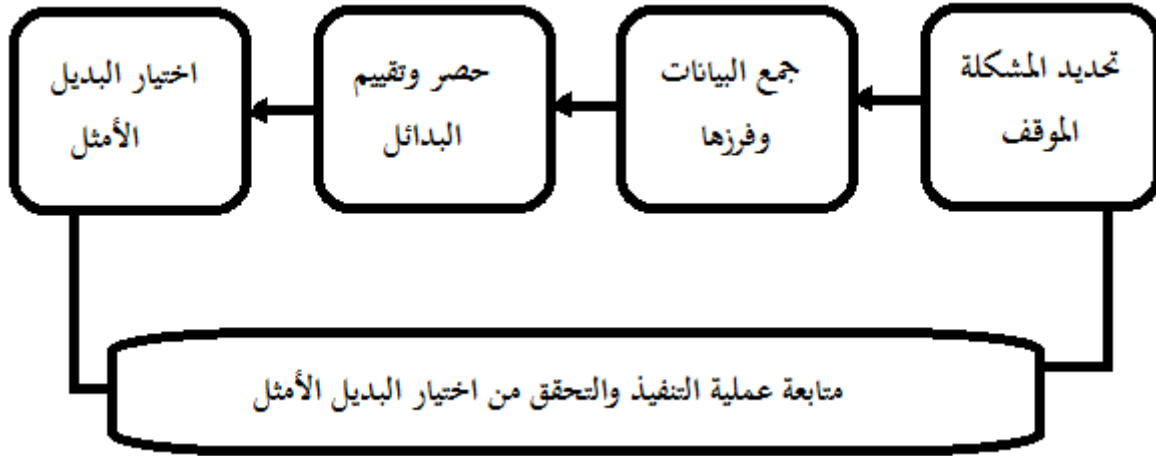 تحديد المشكلة
الموقف
جمع البيانات
وفرزها
حصر وتقييم
البدائل
اختيار البديل
الأمثل
متابعة عملية التنفيذ والتحقق من اختيار البديل الأمثل